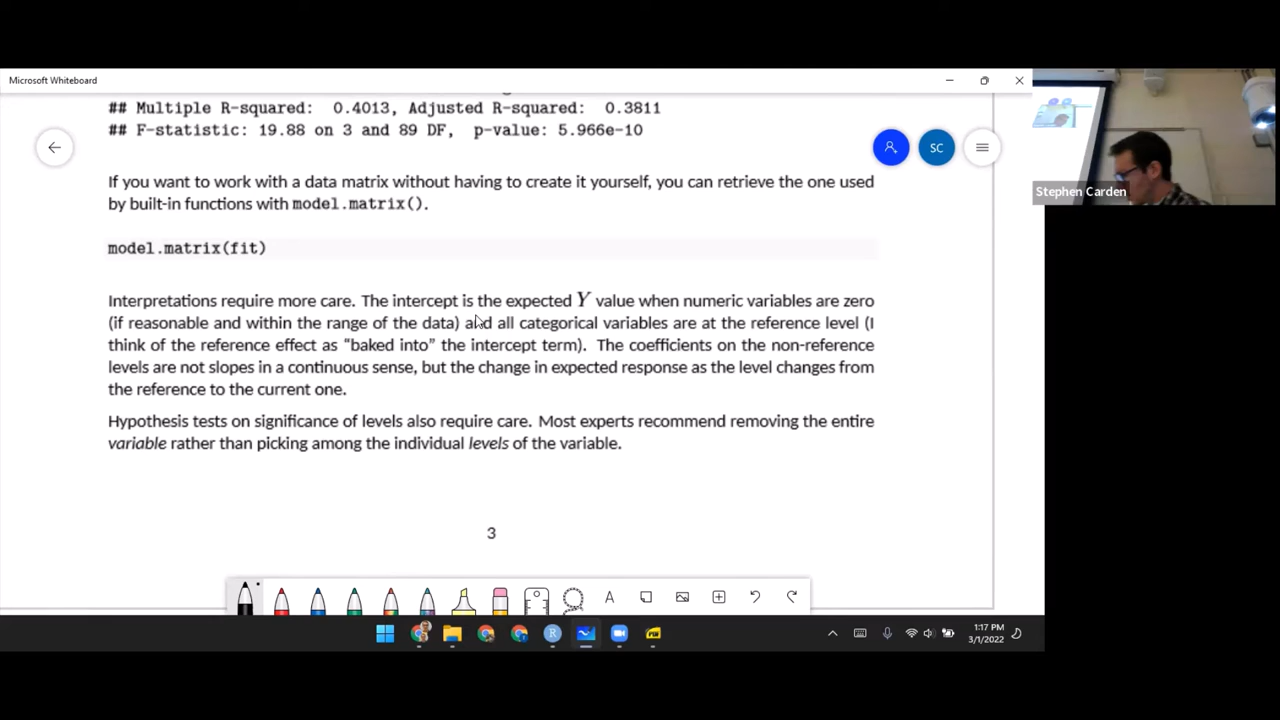 Microsoft Whiteboard
## Multiple R-squared: 0.4013, Adjusted R-squared: 0.3811
## F-statistic: 19.88 on 3 and 89 DF, p-value: 5.966e-10
SC
Stephen Carden
If you want to work with a data matrix without having to create it yourself, you can retrieve the one used
by built-in functions with model.matrix().
model.matrix(fit)
Interpretations require more care. The intercept is the expected Y value when numeric variables are zero
(if reasonable and within the range of the data) and all categorical variables are at the reference level (I
think of the reference effect as “baked into” the intercept term). The coefficients on the non-reference
levels are not slopes in a continuous sense, but the change in expected response as the level changes from
the reference to the current one.
Hypothesis tests on significance of levels also require care. Most experts recommend removing the entire
variable rather than picking among the individual levels of the variable.
3
A
R
1:17 PM
3/1/2022